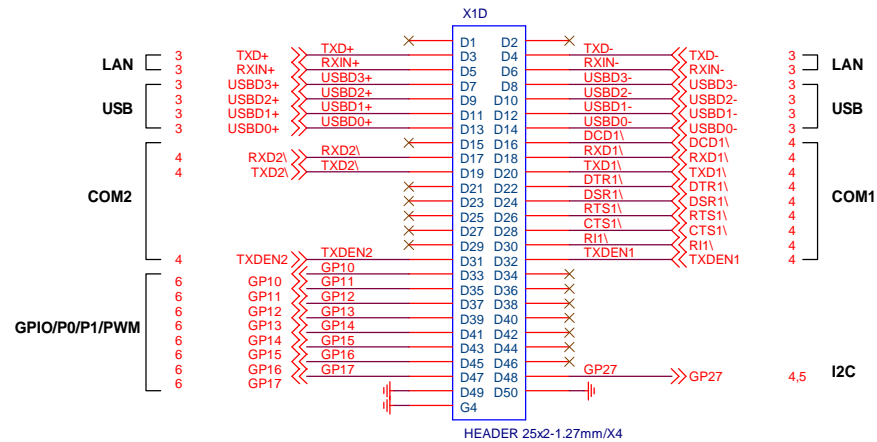 X1D
D1 D2
LAN 3 TXD+ TXD+ D3 D4 TXD- TXD- 3 LAN
3 RXIN+ RXIN+ D5 D6 RXIN- RXIN- 3
USB 3 USBD3+ USBD3+ D7 D8 USBD3- USBD3- 3 USB
3 USBD2+ USBD2+ D9 D10 USBD2- USBD2- 3
3 USBD1+ USBD1+ D11 D12 USBD1- USBD1- 3
3 USBD0+ USBD0+ D13 D14 USBD0- USBD0- 3
D15 D16 DCD1\ DCD1\ 4
4 RXD2\ RXD2\ D17 D18 RXD1\ RXD1\ 4
4 TXD2\ TXD2\ D19 D20 TXD1\ TXD1\ 4
COM2 D21 D22 DTR1\ DTR1\ 4 COM1
D23 D24 DSR1\ DSR1\ 4
D25 D26 RTS1\ RTS1\ 4
D27 D28 CTS1\ CTS1\ 4
D29 D30 RI1\ RI1\ 4
4 TXDEN2 TXDEN2 D31 D32 TXDEN1 TXDEN1 4
6 GP10 GP10 D33 D34
6 GP11 GP11 D35 D36
6 GP12 GP12 D37 D38
GPIO/P0/P1/PWM 6 GP13 GP13 D39 D40
6 GP14 GP14 D41 D42
6 GP15 GP15 D43 D44
6 GP16 GP16 D45 D46
6 GP17 GP17 D47 D48 GP27 GP27 4,5 I2C
D49 D50
G4
HEADER 25x2-1.27mm/X4